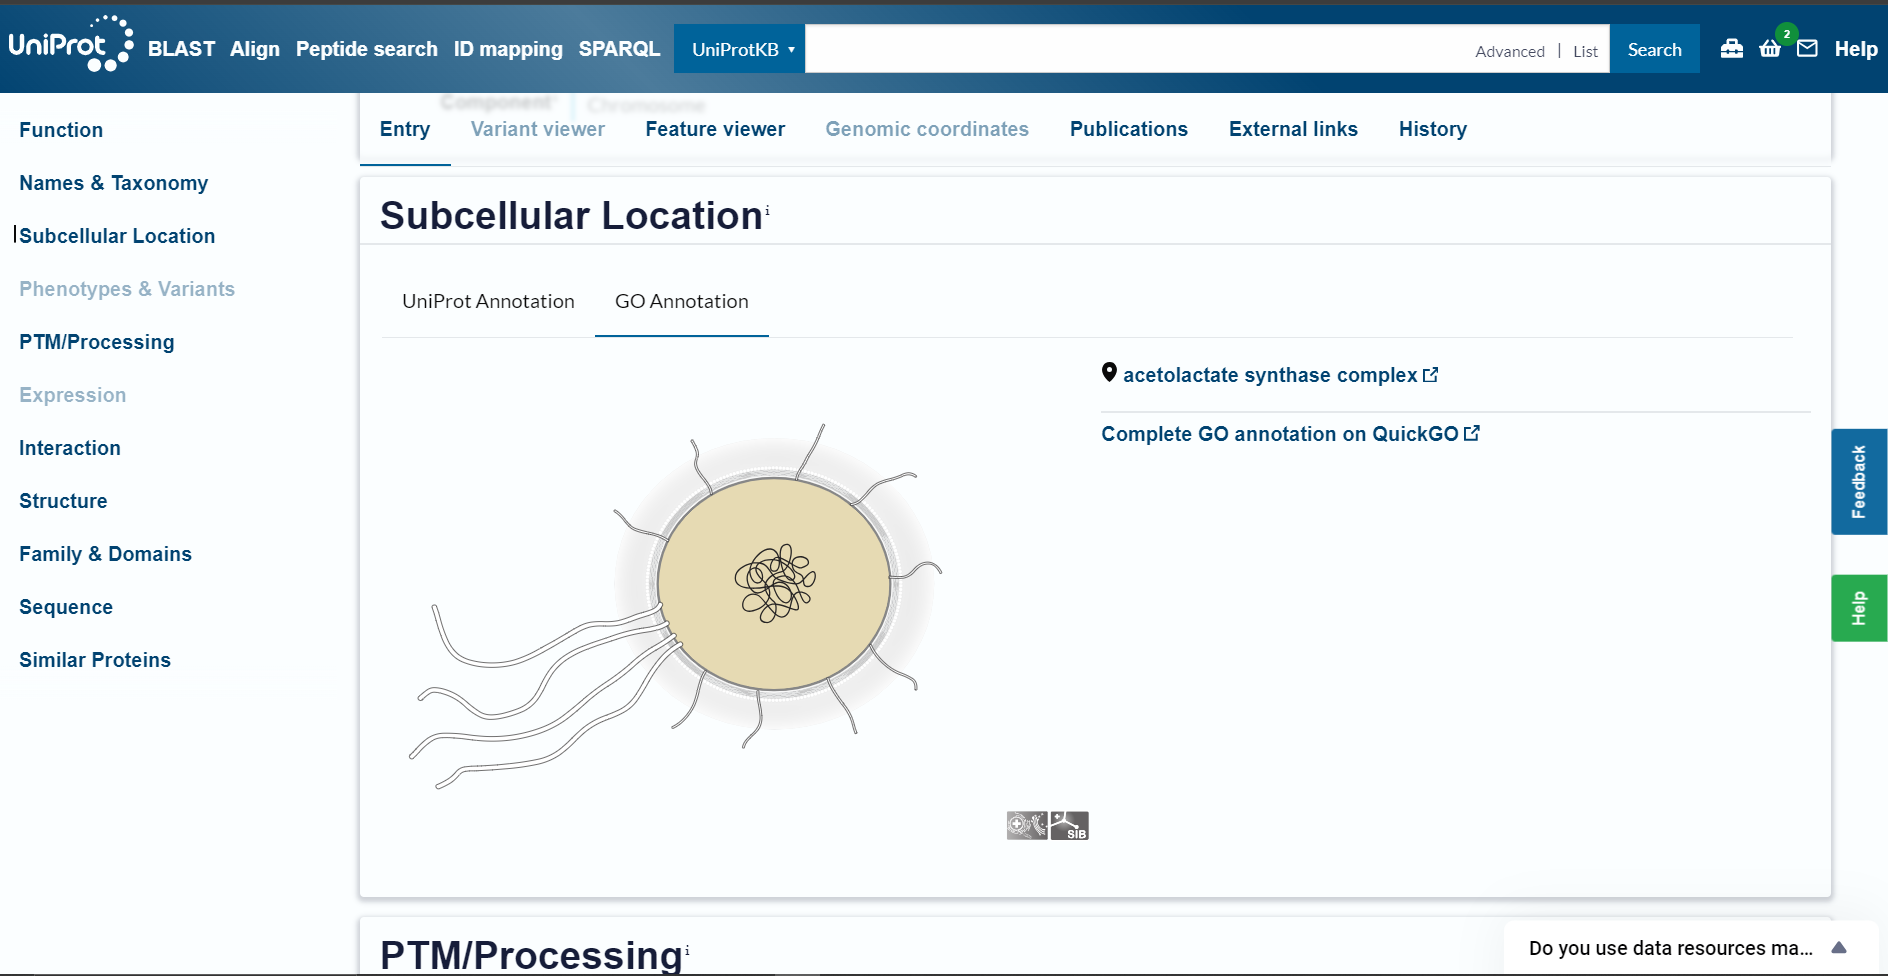 UniProt BLAST Align Peptide search ID mapping SPARQL UniProtKB Advanced | List Search 2 Help
Component Chromosome
Entry Variant viewer Feature viewer Genomic coordinates Publications External links History
Function
Names & Taxonomy
Subcellular Location
Phenotypes & Variants
PTM/Processing
Expression
Interaction
Structure
Family & Domains
Sequence
Similar Proteins
Subcellular Location i
UniProt Annotation GO Annotation
acetolactate synthase complex
Complete GO annotation on QuickGO
SIB
Feedback
Help
PTM/Processing i
Do you use data resources ma...